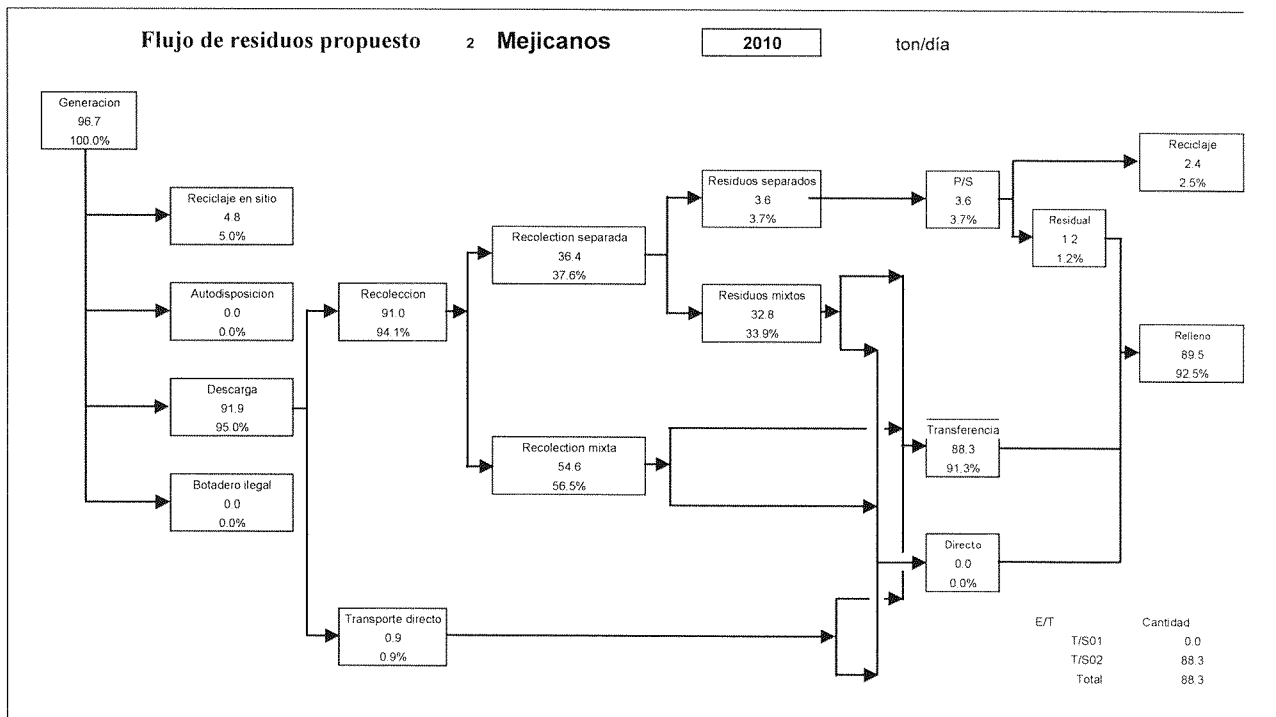 Flujo de residuos propuesto 2 Mejicanos 2010 ton/día
Generacion
96.7
100.0%
Reciclaje en sitio
4.8
5.0%
Autodisposicion
0.0
0.0%
Descarga
91.9
95.0%
Botadero ilegal
0.0
0.0%
Recoleccion
91.0
94.1%
Transporte directo
0.9
0.9%
Recolection separada
36.4
37.6%
Recolection mixta
54.6
56.5%
Residuos separados
3.6
3.7%
Residuos mixtos
32.8
33.9%
P/S
3.6
3.7%
Residual
1 2
1.2%
Transferencia
88.3
91.3%
Directo
0.0
0.0%
Reciclaje
2.4
2.5%
Relleno
89.5
92.5%
E/T Cantidad
T/S01 0.0
T/S02 88.3
Total 88.3